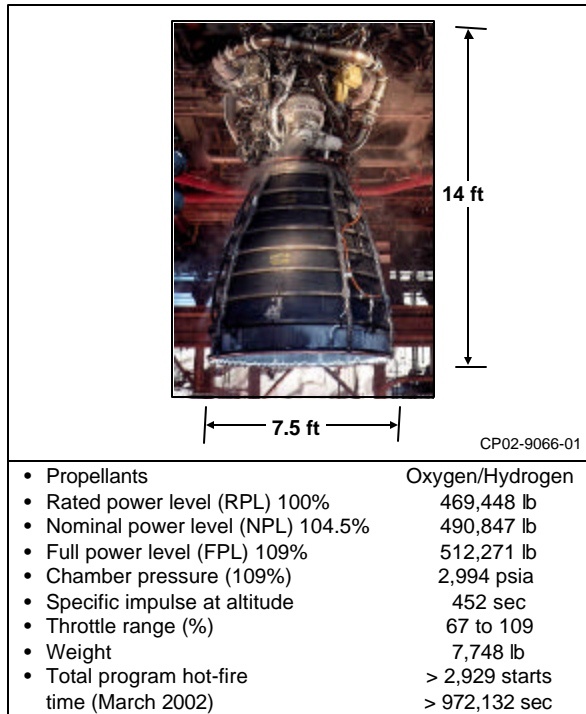 14 ft
7.5 ft
CP02-9066-01
• Propellants Oxygen/Hydrogen
• Rated power level (RPL) 100% 469,448 lb
• Nominal power level (NPL) 104.5% 490,847 lb
• Full power level (FPL) 109% 512,271 lb
• Chamber pressure (109%) 2,994 psia
• Specific impulse at altitude 452 sec
• Throttle range (%) 67 to 109
• Weight 7,748 lb
• Total program hot-fire > 2,929 starts
time (March 2002) > 972,132 sec